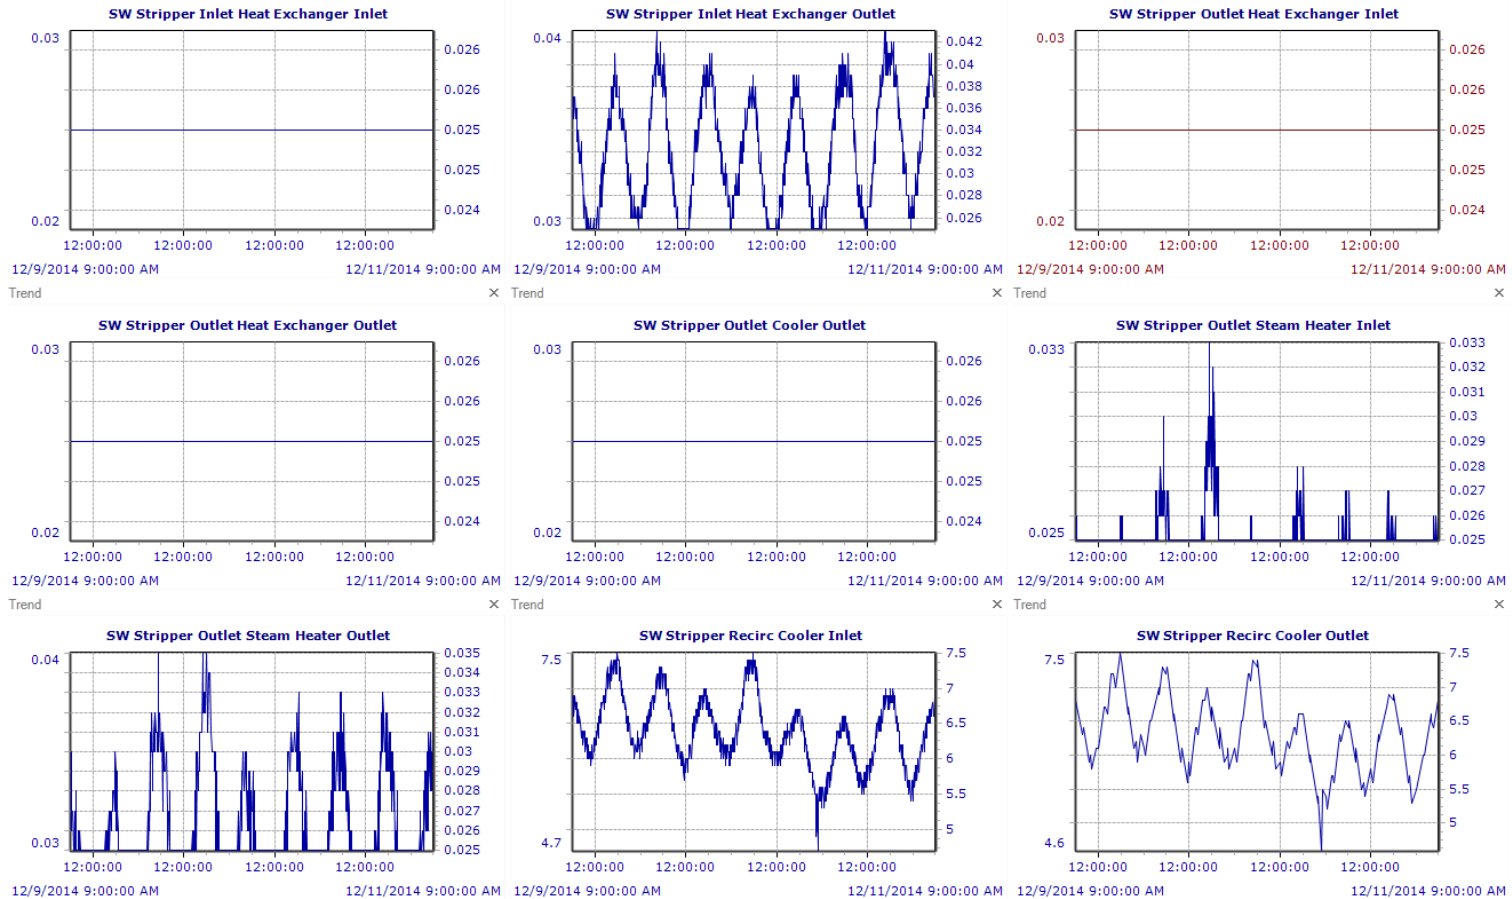 SW Stripper Inlet Heat Exchanger Inlet
0.03
0.026
0.026
0.025
0.025
0.024
0.02
12:00:00 12:00:00 12:00:00 12:00:00
12/9/2014 9:00:00 AM 12/11/2014 9:00:00 AM
SW Stripper Inlet Heat Exchanger Outlet
0.04
0.042
0.04
0.038
0.036
0.034
0.032
0.03
0.028
0.026
0.03
12:00:00 12:00:00 12:00:00 12:00:00
12/9/2014 9:00:00 AM 12/11/2014 9:00:00 AM
SW Stripper Outlet Heat Exchanger Inlet
0.03
0.026
0.026
0.025
0.025
0.024
0.02
12:00:00 12:00:00 12:00:00 12:00:00
12/9/2014 9:00:00 AM 12/11/2014 9:00:00 AM
Trend ×
Trend ×
Trend ×
SW Stripper Outlet Heat Exchanger Outlet
0.03
0.026
0.026
0.025
0.025
0.024
0.02
12:00:00 12:00:00 12:00:00 12:00:00
12/9/2014 9:00:00 AM 12/11/2014 9:00:00 AM
SW Stripper Outlet Cooler Outlet
0.03
0.026
0.026
0.025
0.025
0.024
0.02
12:00:00 12:00:00 12:00:00 12:00:00
12/9/2014 9:00:00 AM 12/11/2014 9:00:00 AM
SW Stripper Outlet Steam Heater Inlet
0.033
0.033
0.032
0.031
0.03
0.029
0.028
0.027
0.026
0.025
0.025
12:00:00 12:00:00 12:00:00 12:00:00
12/9/2014 9:00:00 AM 12/11/2014 9:00:00 AM
Trend ×
Trend ×
Trend ×
SW Stripper Outlet Steam Heater Outlet
0.04
0.035
0.034
0.033
0.032
0.031
0.03
0.029
0.028
0.027
0.026
0.025
0.03
12:00:00 12:00:00 12:00:00 12:00:00
12/9/2014 9:00:00 AM 12/11/2014 9:00:00 AM
SW Stripper Recirc Cooler Inlet
7.5
7.5
7
6.5
6
5.5
5
4.7
12:00:00 12:00:00 12:00:00 12:00:00
12/9/2014 9:00:00 AM 12/11/2014 9:00:00 AM
SW Stripper Recirc Cooler Outlet
7.5
7.5
7
6.5
6
5.5
5
4.6
12:00:00 12:00:00 12:00:00 12:00:00
12/9/2014 9:00:00 AM 12/11/2014 9:00:00 AM